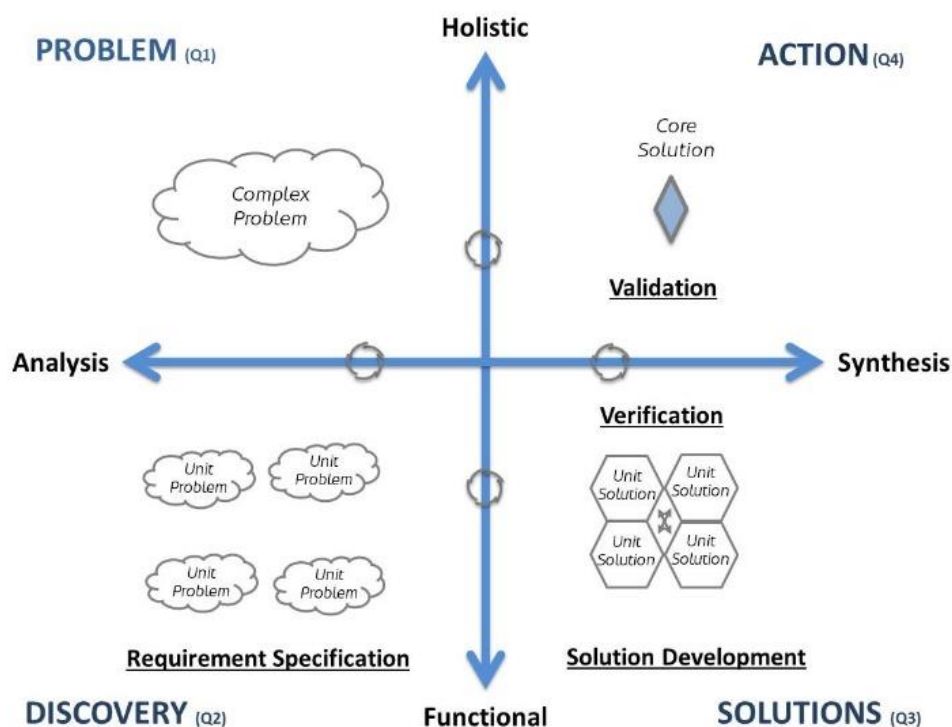 PROBLEM (Q1)
Holistic
ACTION (Q4)
Core
Solution
Complex
Problem
Validation
Analysis
Synthesis
Verification
Unit
Problem
Unit
Problem
Unit
Solution
Unit
Solution
Unit
Problem
Unit
Problem
Unit
Solution
Unit
Solution
Requirement Specification
Solution Development
DISCOVERY (Q2)
Functional
SOLUTIONS (Q3)